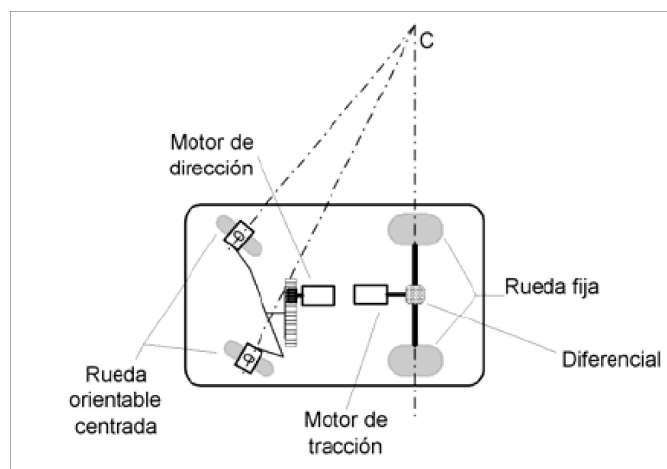 C
Motor de
dirección
Rueda fija
Diferencial
Rueda
orientable
centrada
Motor de
tracción